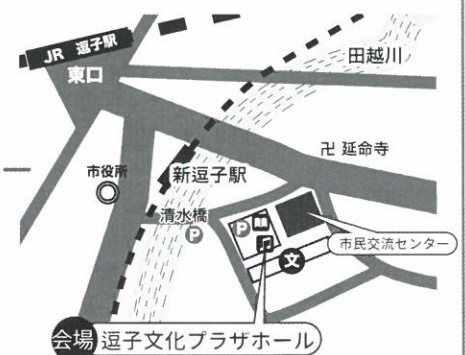 JR 逗子駅
東口
田越川
卍 延命寺
市役所
新逗子駅
清水橋
P
P
文
市民交流センター
会場 逗子文化プラザホール